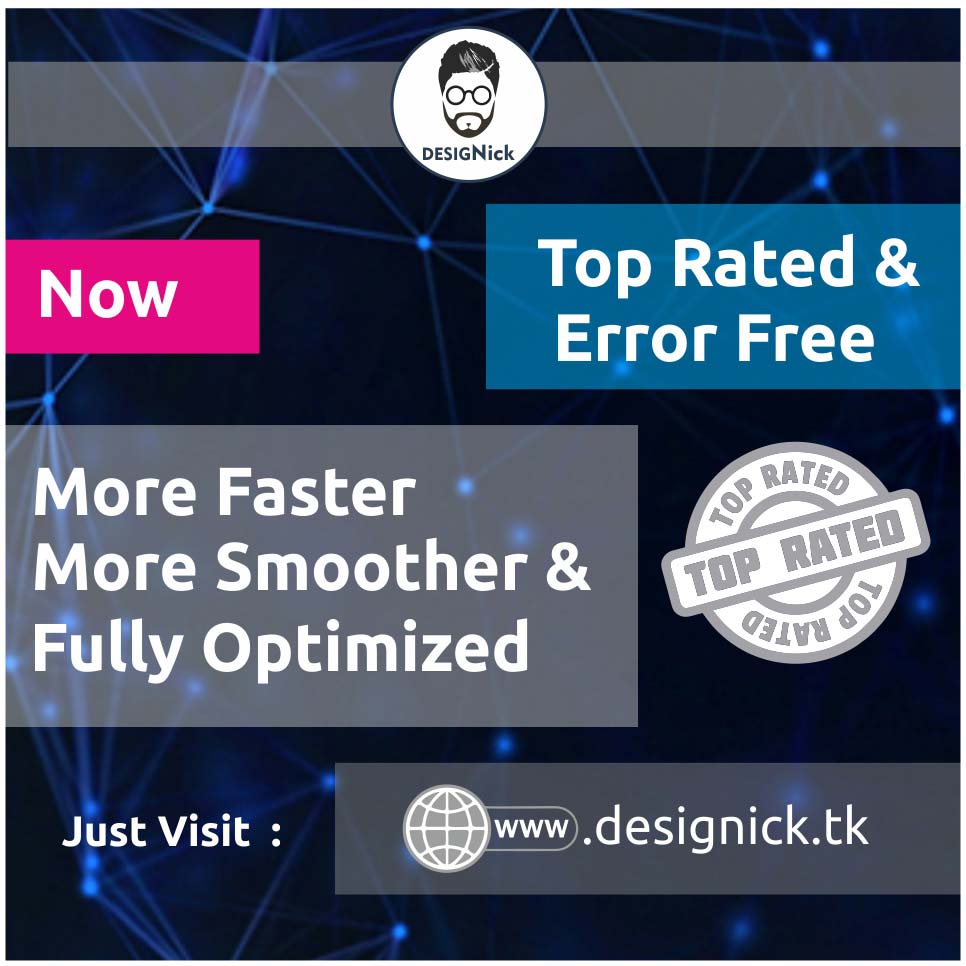 DESIGNick
Now
Top Rated &
Error Free
More Faster
More Smoother &
Fully Optimized
TOP RATED
TOP RATED
TOP RATED
Just Visit :
www.designick.tk